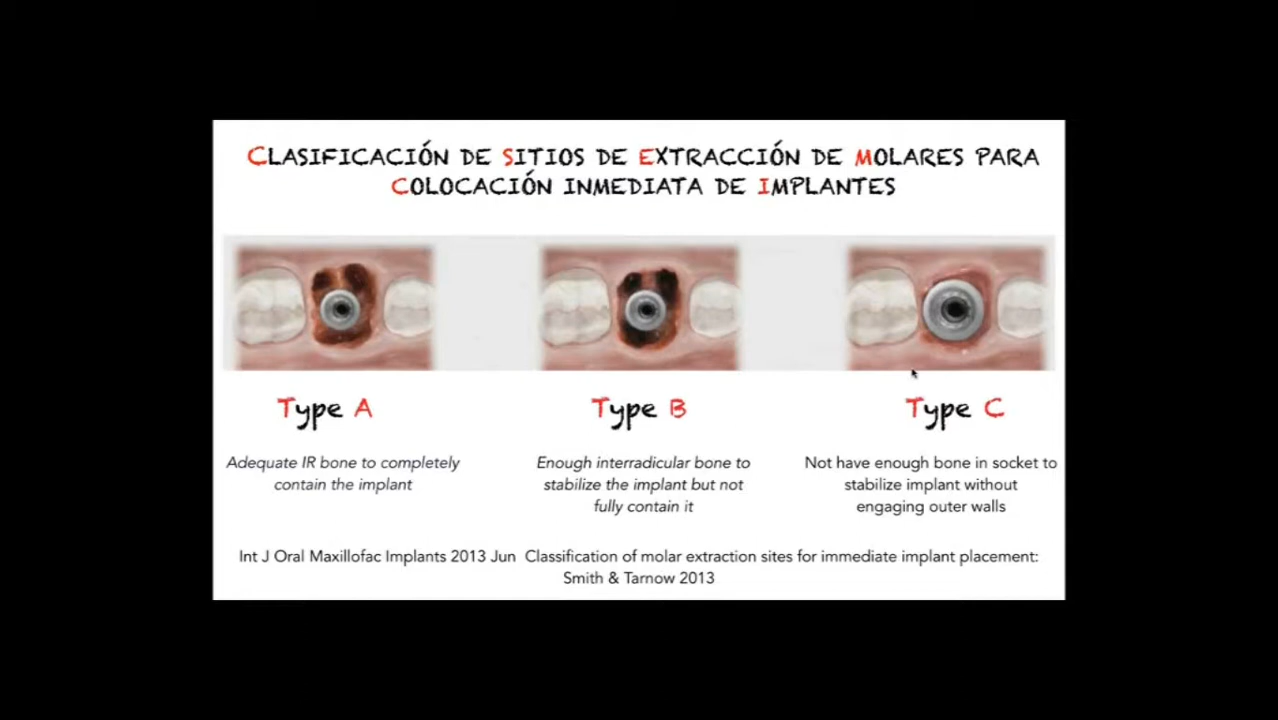 CLASIFICACIÓN DE SITIOS DE EXTRACCIÓN DE MOLARES PARA
COLOCACIÓN INMEDIATA DE IMPLANTES
Type A
Adequate IR bone to completely
contain the implant
Type B
Enough interradicular bone to
stabilize the implant but not
fully contain it
Type C
Not have enough bone in socket to
stabilize implant without
engaging outer walls
Int J Oral Maxillofac Implants 2013 Jun Classification of molar extraction sites for immediate implant placement:
Smith & Tarnow 2013